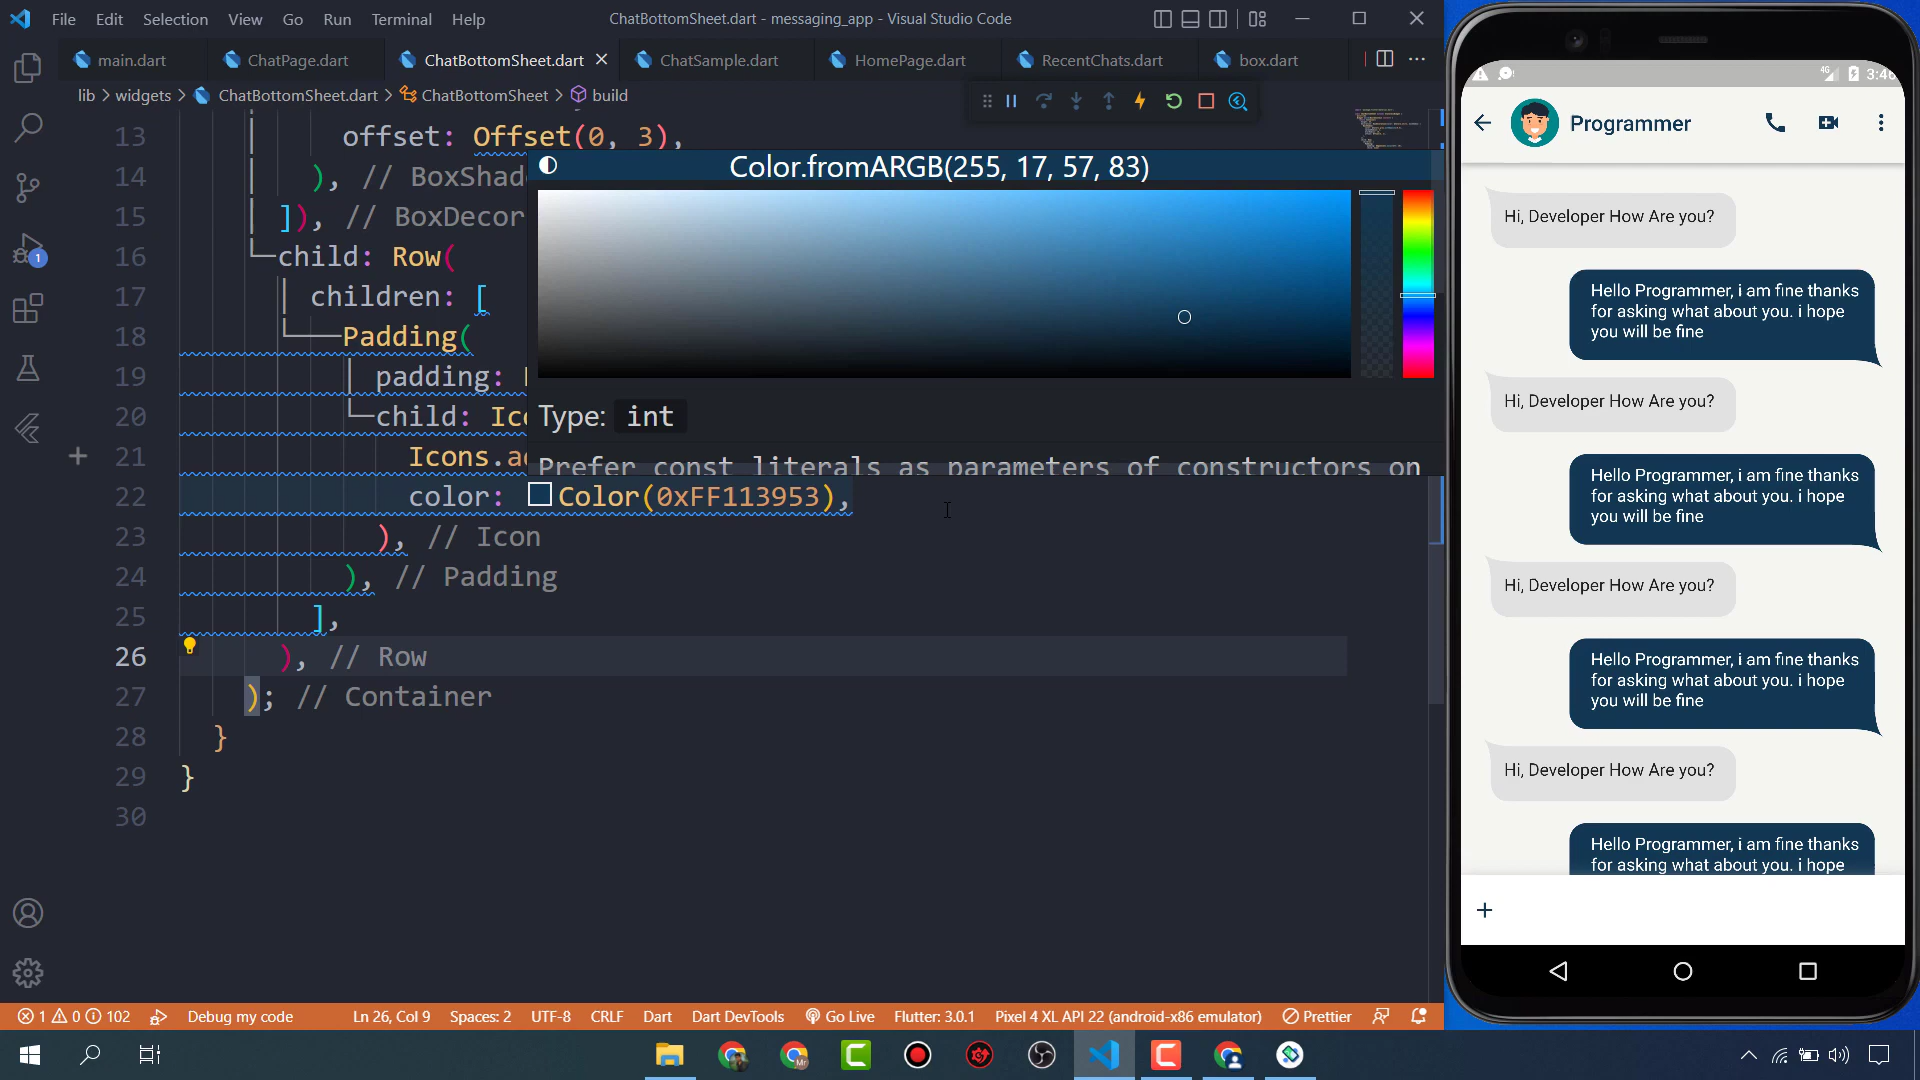 File Edit Selection View Go Run Terminal Help
ChatBottomSheet.dart - messaging_app - Visual Studio Code
main.dart ChatPage.dart ChatBottomSheet.dart ChatSample.dart HomePage.dart RecentChats.dart box.dart
lib > widgets > ChatBottomSheet.dart > ChatBottomSheet > build
13 offset: Offset(0, 3),
14 ), // BoxShad
15 ]), // BoxDecor
16 child: Row(
17 children: [
18 Padding(
19 padding:
20 child: Ico
21 Icons.ad
22 color: Color(0xFF113953),
23 ), // Icon
24 ), // Padding
25 ],
26 ), // Row
27 ); // Container
28 }
29 }
30
Color.fromARGB(255, 17, 57, 83)
Type: int
Prefer const literals as parameters of constructors on
1
1 0 102 Debug my code Ln 26, Col 9 Spaces: 2 UTF-8 CRLF Dart Dart DevTools Go Live Flutter: 3.0.1 Pixel 4 XL API 22 (android-x86 emulator) Prettier
4G 3:46
Programmer
Hi, Developer How Are you?
Hello Programmer, i am fine thanks
for asking what about you. i hope
you will be fine
Hi, Developer How Are you?
Hello Programmer, i am fine thanks
for asking what about you. i hope
you will be fine
Hi, Developer How Are you?
Hello Programmer, i am fine thanks
for asking what about you. i hope
you will be fine
Hi, Developer How Are you?
Hello Programmer, i am fine thanks
for asking what about you. i hope